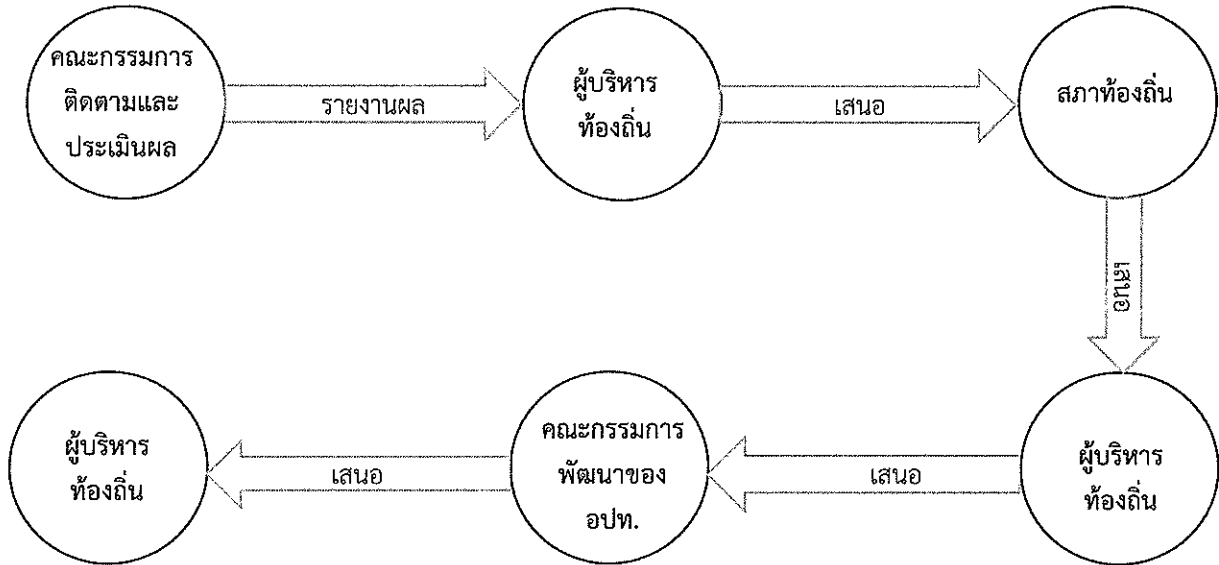 คณะกรรมการ
ติดตามและ
ประเมินผล
รายงานผล
ผู้บริหาร
ท้องถิ่น
เสนอ
สภาท้องถิ่น
เสนอ
ผู้บริหาร
ท้องถิ่น
เสนอ
คณะกรรมการ
พัฒนาของ
อปท.
เสนอ
ผู้บริหาร
ท้องถิ่น